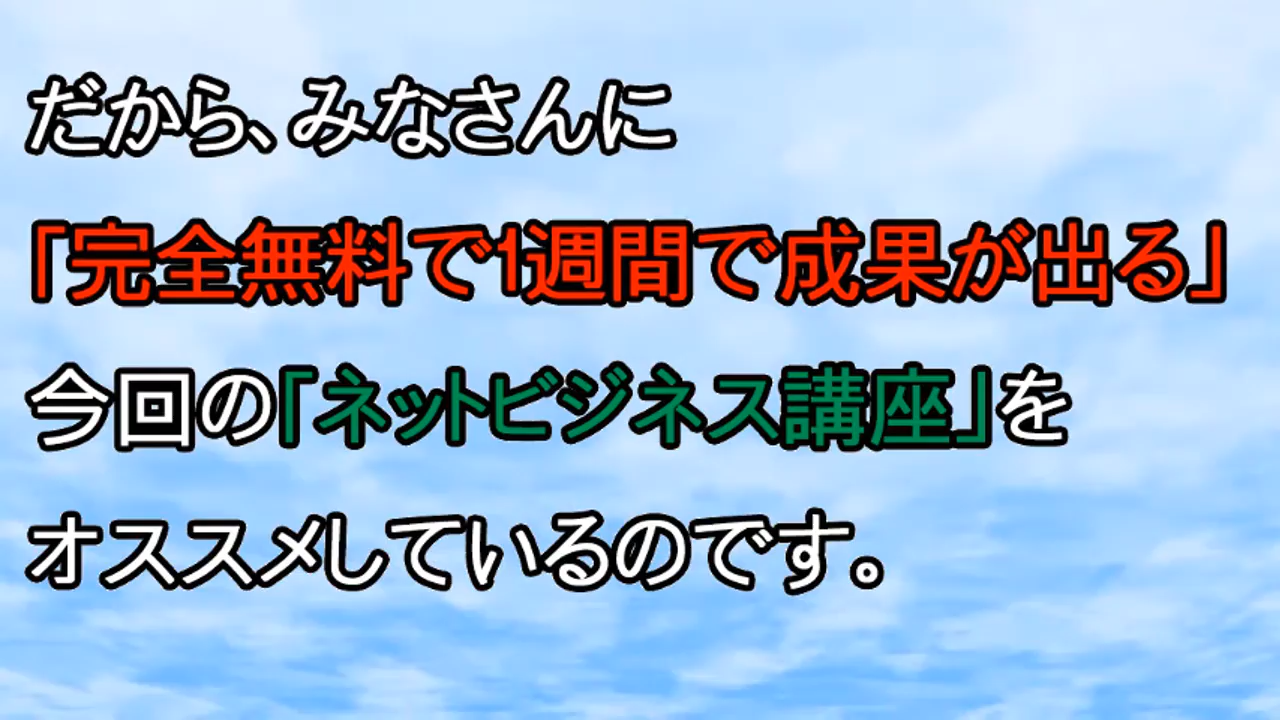 だから、みなさんに
「完全無料で1週間で成果が出る」
今回の「ネットビジネス講座」を
オススメしているのです。